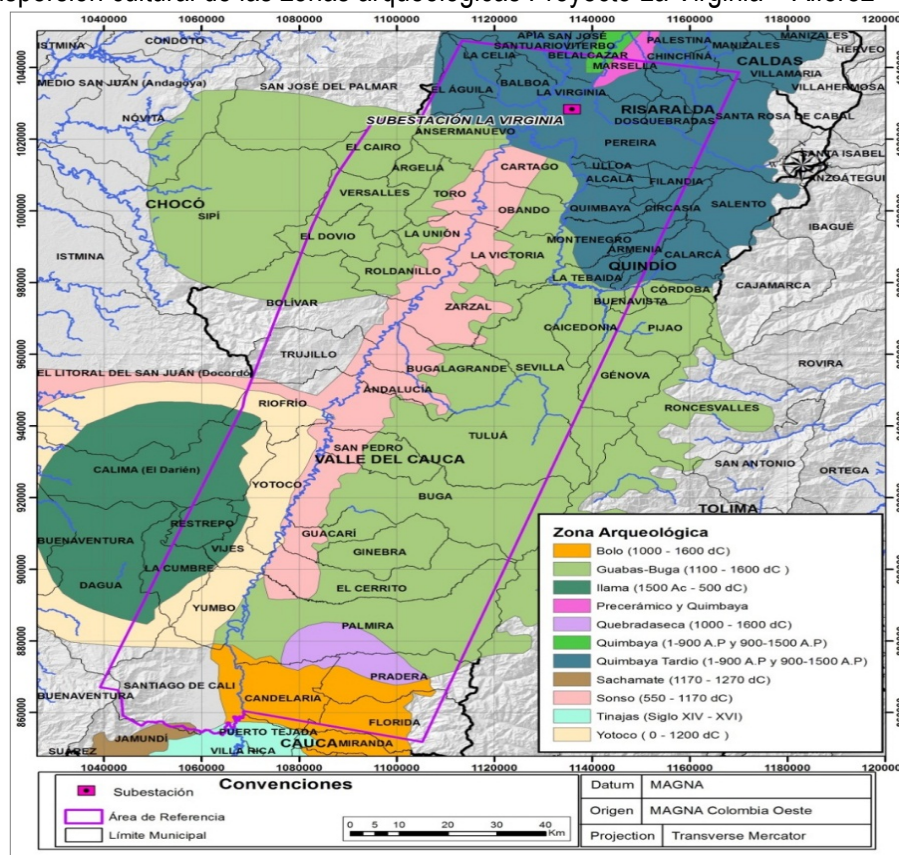 persión cultural de las zonas arqueológicas Proyecto La Virginia – Alférez
ISTMINA
CONDOTO
APIA
SAN JOSÉ
SANTUARIO
VITERBO
PALESTINA
MANIZALES
MANIZALES
HERVEO
LA CELIA
BELALCAZAR
MARSELLA
CHINCHINÁ
CALDAS
VILLAMARIA
MEDIO SAN JUAN (Andagoya)
SAN JOSÉ DEL PALMAR
EL ÁGUILA
BALBOA
LA VIRGINIA
VILLAHERMOSA
NÓVITA
SUBESTACIÓN LA VIRGINIA
RISARALDA
DOSQUEBRADAS
SANTA ROSA DE CABAL
ANSERMANUEVO
PEREIRA
EL CAIRO
SANTA ISABEL
ARGELIA
CARTAGO
ULLOA
ALCALÁ
FILANDIA
ANZOÁTEGUI
CHOCÓ
SIPÍ
VERSALLES
TORO
OBANDO
QUIMBAYA
CIRCASIA
SALENTO
IBAGUÉ
EL DOVIO
LA UNIÓN
MONTENEGRO
ARMENIA
ISTMINA
LA VICTORIA
QUINDÍO
CALARCÁ
ROLDANILLO
LA TEBAIDA
CÓRDOBA
CAJAMARCA
BOLÍVAR
ZARZAL
BUENAVISTA
CAICEDONIA
PIJAO
TRUJILLO
BUGALAGRANDE
SEVILLA
GÉNOVA
ROVIRA
EL LITORAL DEL SAN JUÁN (Docordó)
ANDALUCÍA
RIOFRÍO
RONCESVALLES
TULUÁ
SAN PEDRO
VALLE DEL CAUCA
SAN ANTONIO
ORTEGA
CALIMA (El Darién)
YOTOCO
BUGA
TOLIMA
RESTREPO
BUENAVENTURA
VIJES
GUACARÍ
GINEBRA
LA CUMBRE
DAGUA
EL CERRITO
YUMBO
PALMIRA
PRADERA
SANTIAGO DE CALI
BUENAVENTURA
CANDELARIA
FLORIDA
PUERTO TEJADA
JAMUNDÍ
SUÁREZ
VILLA RICA
CAUCA
MIRANDA
1040000
1020000
1000000
980000
960000
940000
920000
900000
880000
860000
1040000
1060000
1080000
1100000
1120000
1140000
1160000
1180000
Zona Arqueológica
Bolo (1000 - 1600 dC)
Guabas-Buga (1100 - 1600 dC )
Ilama (1500 Ac - 500 dC)
Precerámico y Quimbaya
Quebradaseca (1000 - 1600 dC)
Quimbaya (1-900 A.P y 900-1500 A.P)
Quimbaya Tardio (1-900 A.P y 900-1500 A.P)
Sachamate (1170 - 1270 dC)
Sonso (550 - 1170 dC)
Tinajas (Siglo XIV - XVI)
Yotoco ( 0 - 1200 dC )
Convenciones
Subestación
Área de Referencia
Límite Municipal
0 5 10 20 30 40
Km
Datum MAGNA
Origen MAGNA Colombia Oeste
Projection Transverse Mercator